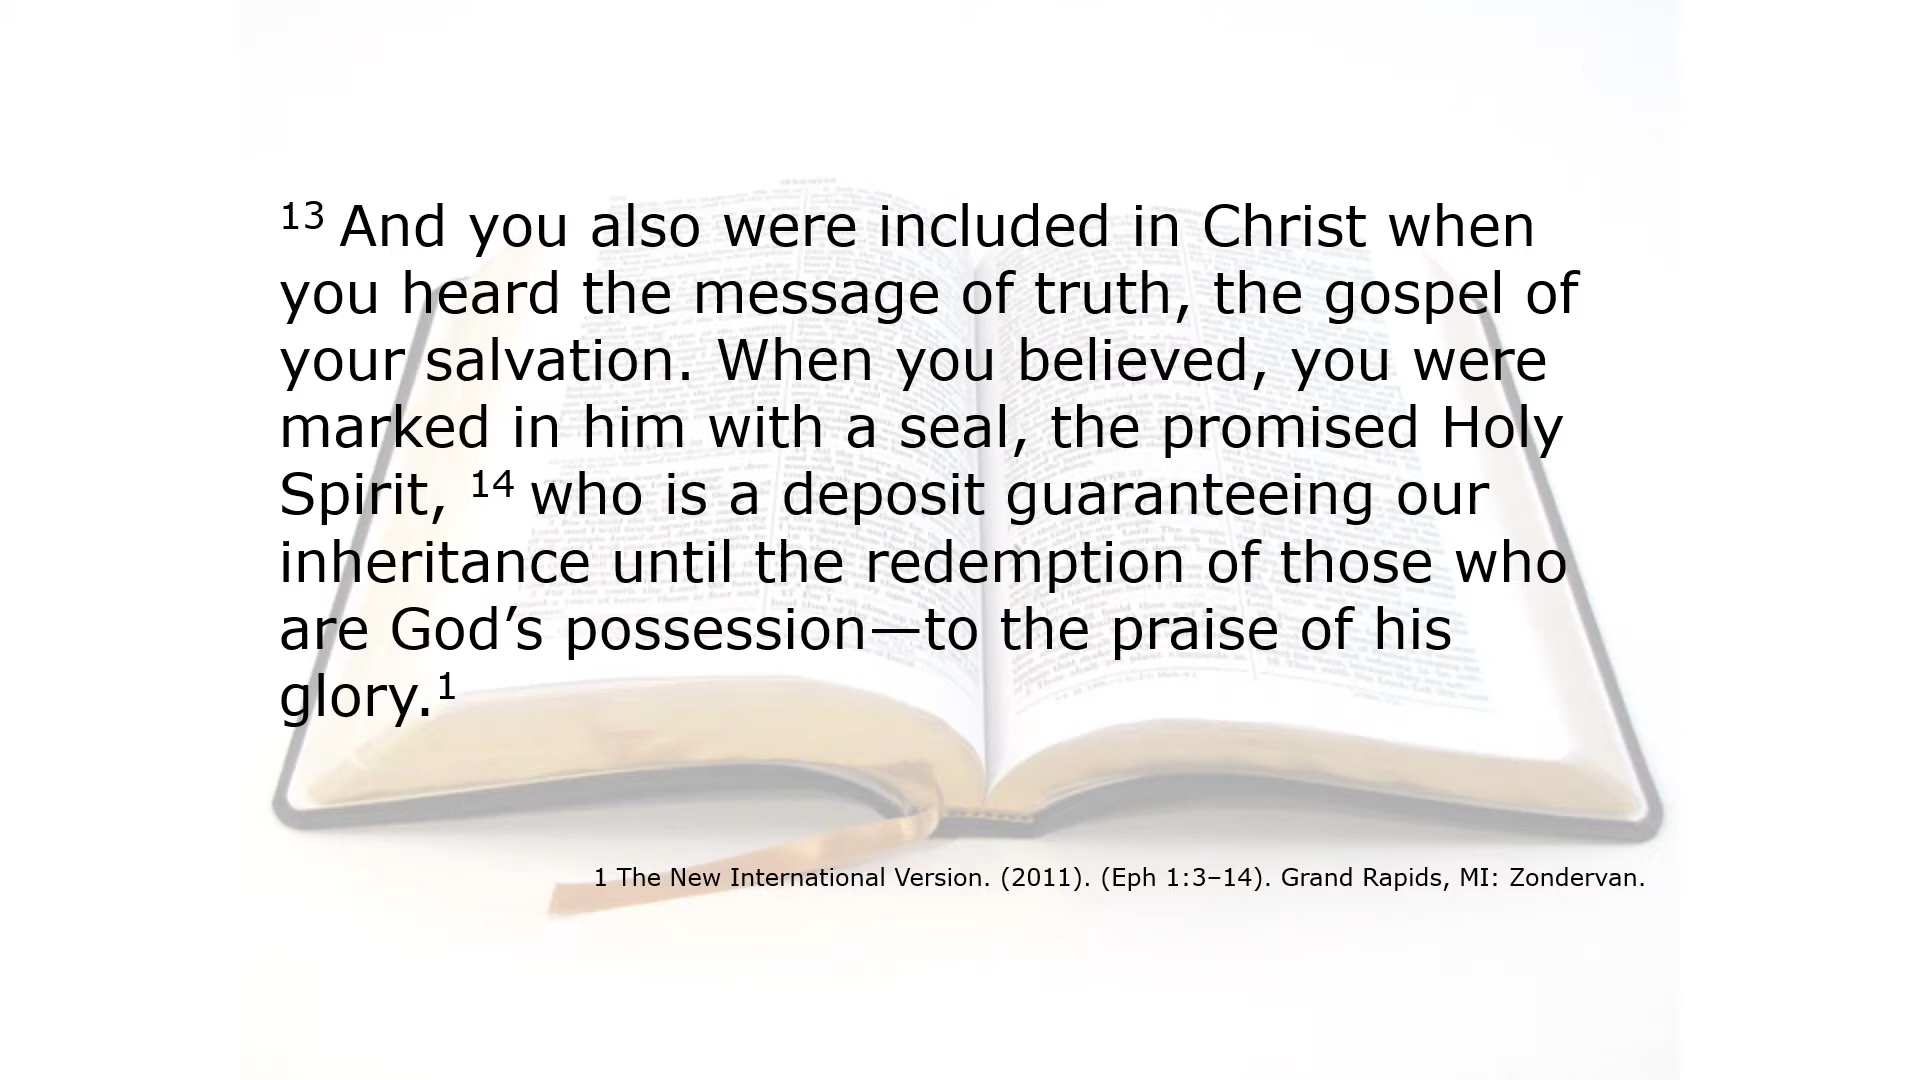 13 And you also were included in Christ when
you heard the message of truth, the gospel of
your salvation. When you believed, you were
marked in him with a seal, the promised Holy
Spirit, 14 who is a deposit guaranteeing our
inheritance until the redemption of those who
are God’s possession—to the praise of his
glory.1
1 The New International Version. (2011). (Eph 1:3–14). Grand Rapids, MI: Zondervan.